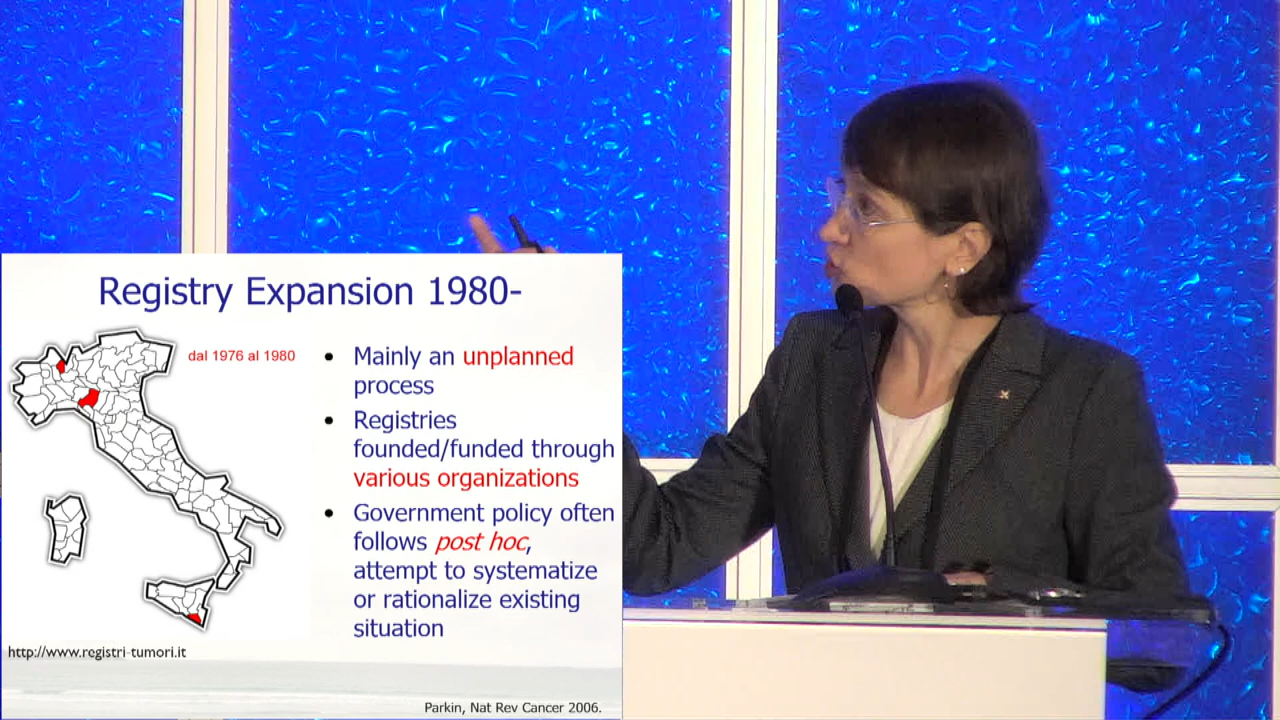 Registry Expansion 1980-
dal 1976 al 1980
• Mainly an unplanned
process
• Registries
founded/funded through
various organizations
• Government policy often
follows post hoc,
attempt to systematize
or rationalize existing
situation
http://www.registri-tumori.it
Parkin, Nat Rev Cancer 2006.